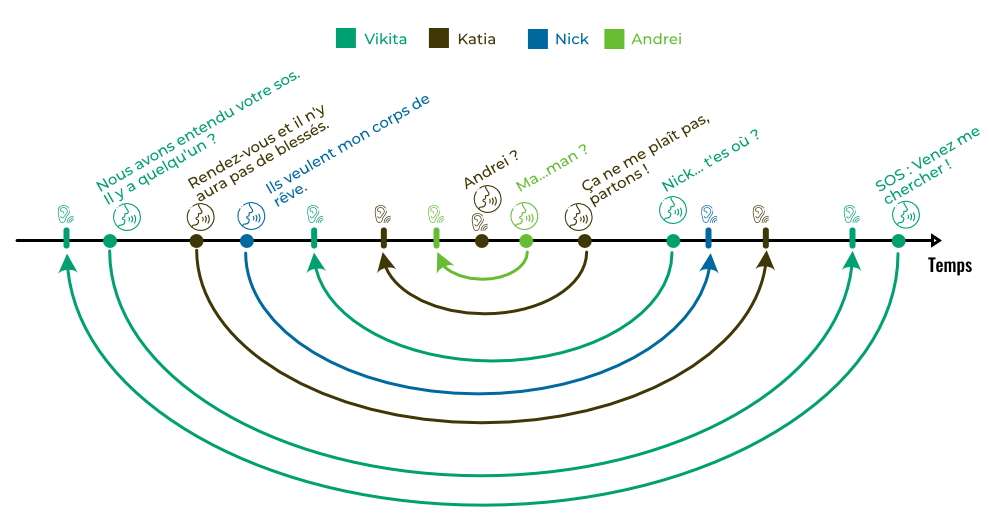 Vikita
Katia
Nick
Andrei
Nous avons entendu votre sos.
Il y a quelqu'un ?
Rendez-vous et il n'y
aura pas de blessés.
Ils veulent mon corps de
rêve.
Andrei ?
Ma...man ?
Ça ne me plaît pas,
partons !
Nick... t'es où ?
SOS : Venez me
chercher !
Temps